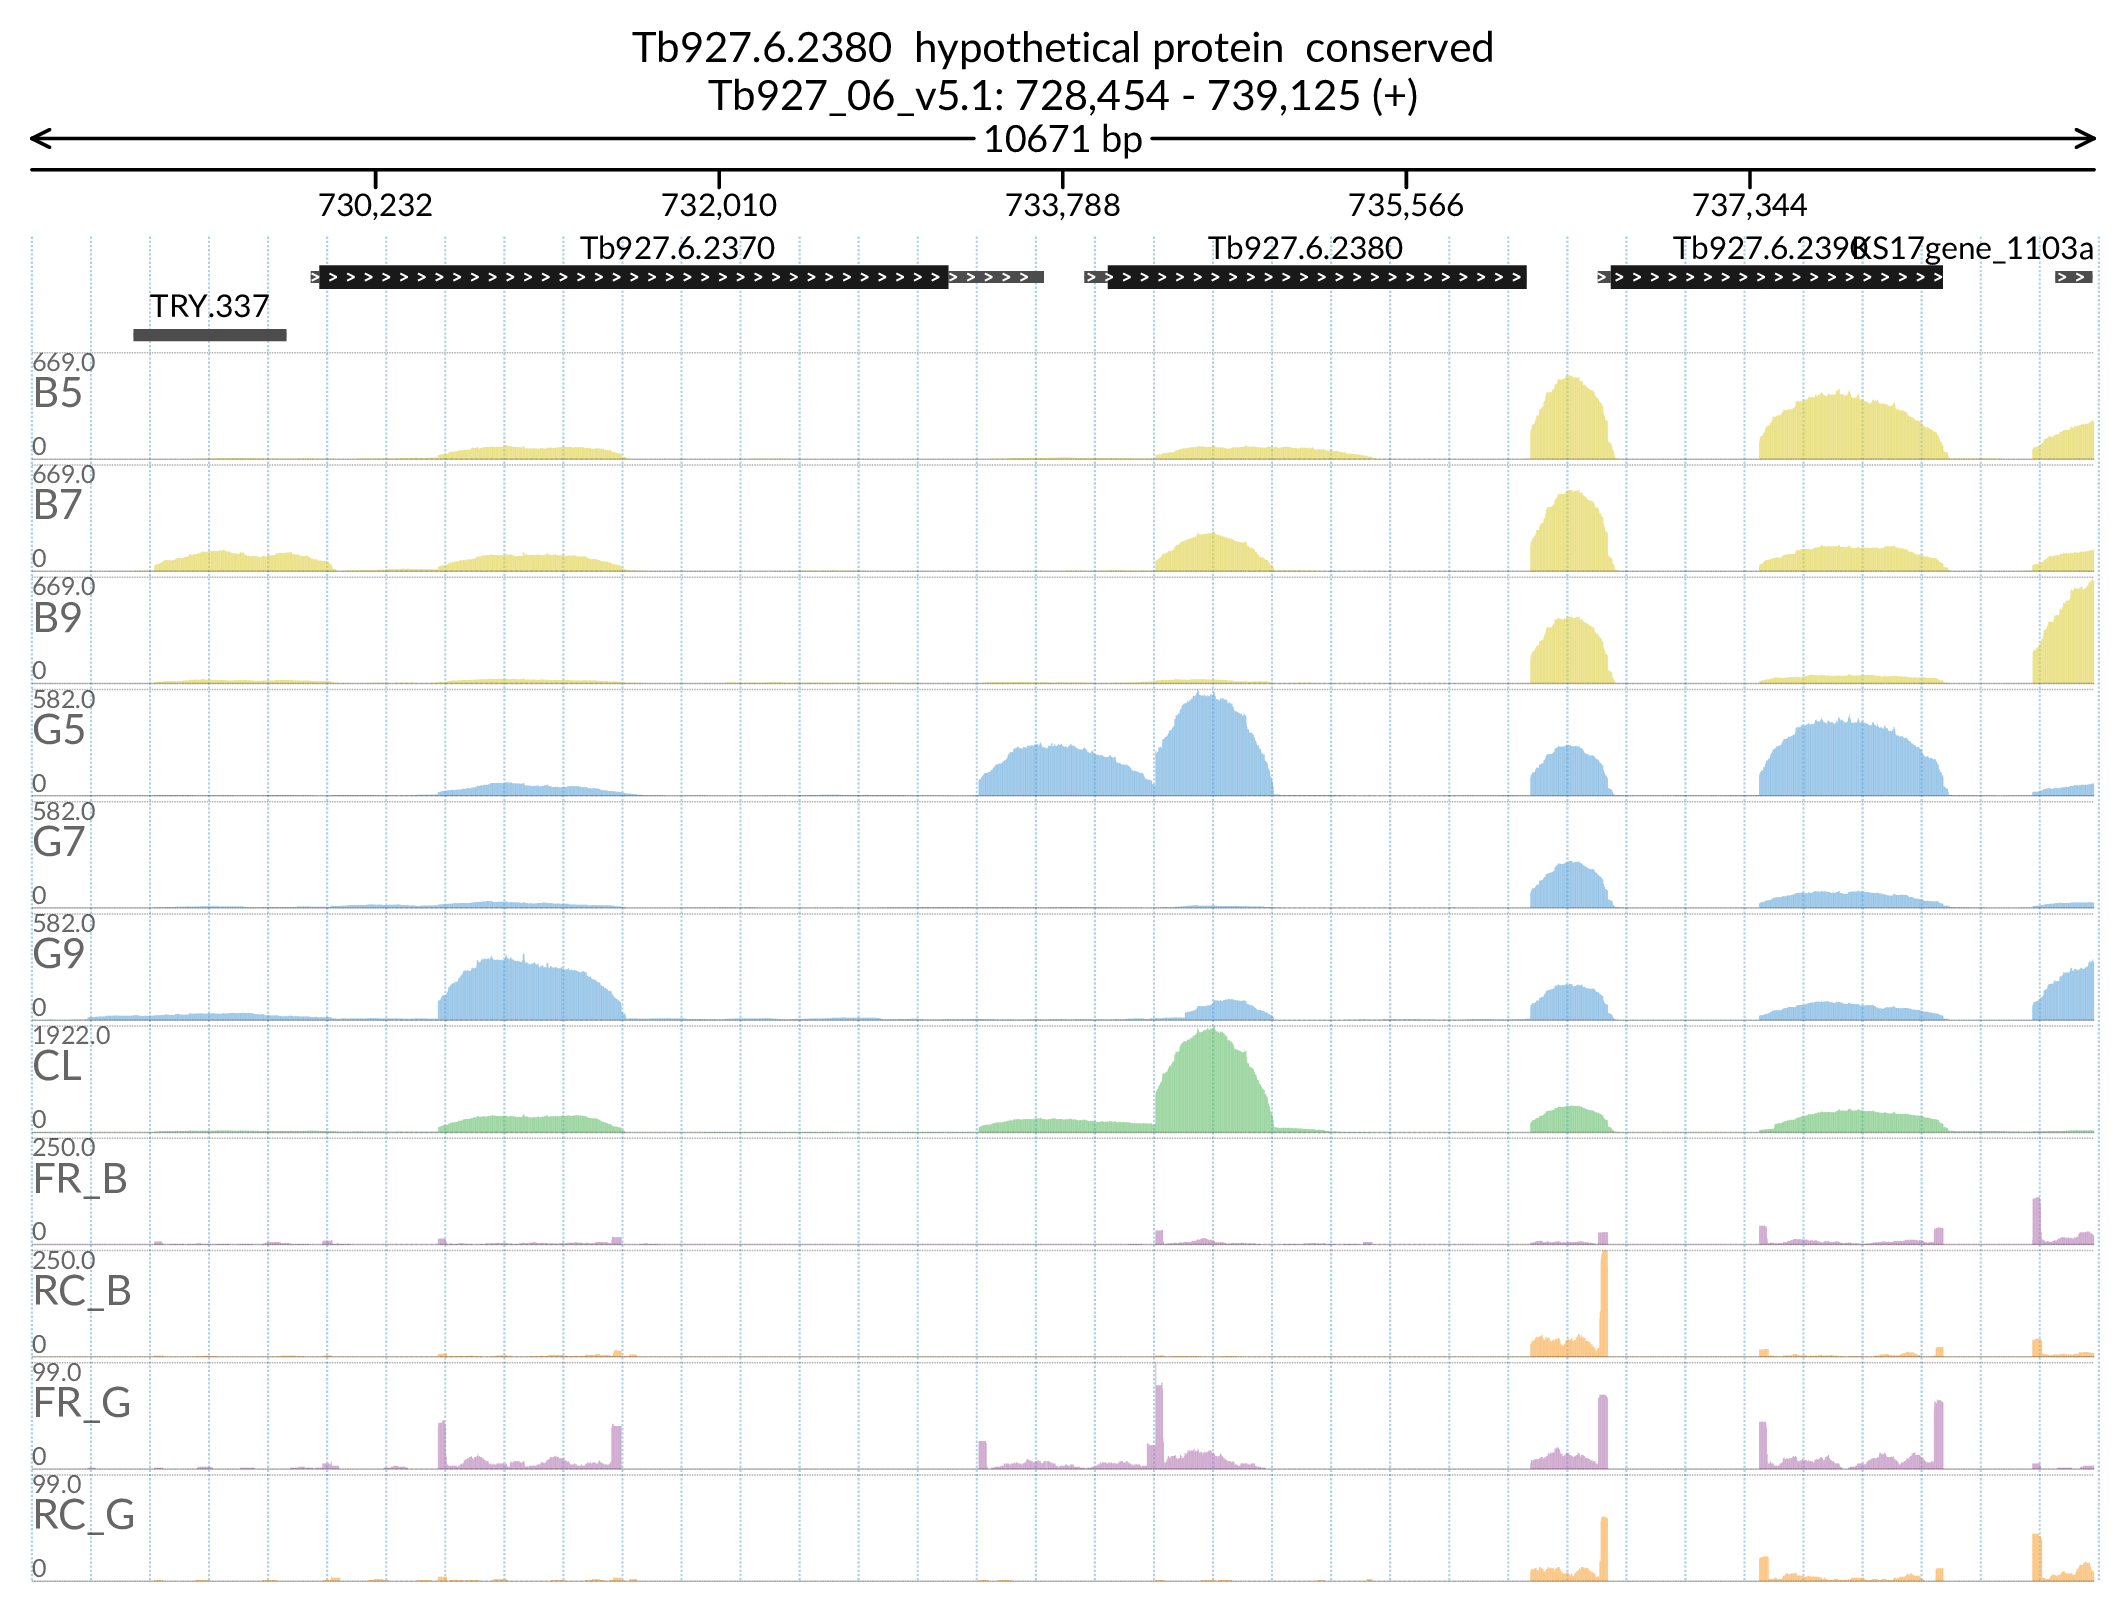 Tb927.6.2380  hypothetical protein  conserved
Tb927_06_v5.1: 728,454 - 739,125 (+)
10671 bp
730,232 732,010 733,788 735,566 737,344
Tb927.6.2370 Tb927.6.2380 Tb927.6.2390 KS17gene_1103a
TRY.337
669.0
B5
0
669.0
B7
0
669.0
B9
0
582.0
G5
0
582.0
G7
0
582.0
G9
0
1922.0
CL
0
250.0
FR_B
0
250.0
RC_B
0
99.0
FR_G
0
99.0
RC_G
0